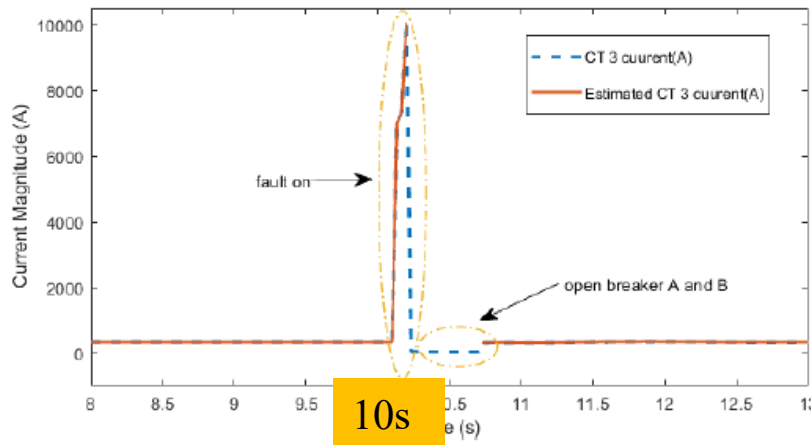 10000
8000
6000
4000
2000
0
Current Magnitude (A)
CT 3 cuurent(A)
Estimated CT 3 cuurent(A)
fault on
open breaker A and B
8
8.5
9
9.5
10s
0.5
11
11.5
12
12.5
13
(s)